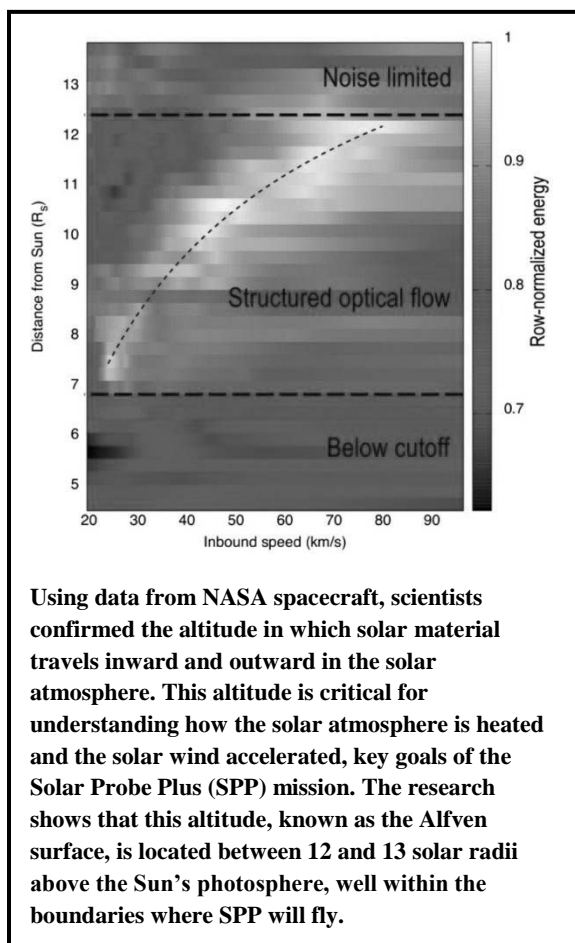 1
13
Noise limited
12
0.9
11
10
Distance from Sun (Rs)
Row-normalized energy
9
0.8
Structured optical flow
8
7
0.7
6
Below cutoff
5
20 30 40 50 60 70 80 90
Inbound speed (km/s)
Using data from NASA spacecraft, scientists
confirmed the altitude in which solar material
travels inward and outward in the solar
atmosphere. This altitude is critical for
understanding how the solar atmosphere is heated
and the solar wind accelerated, key goals of the
Solar Probe Plus (SPP) mission. The research
shows that this altitude, known as the Alfven
surface, is located between 12 and 13 solar radii
above the Sun’s photosphere, well within the
boundaries where SPP will fly.